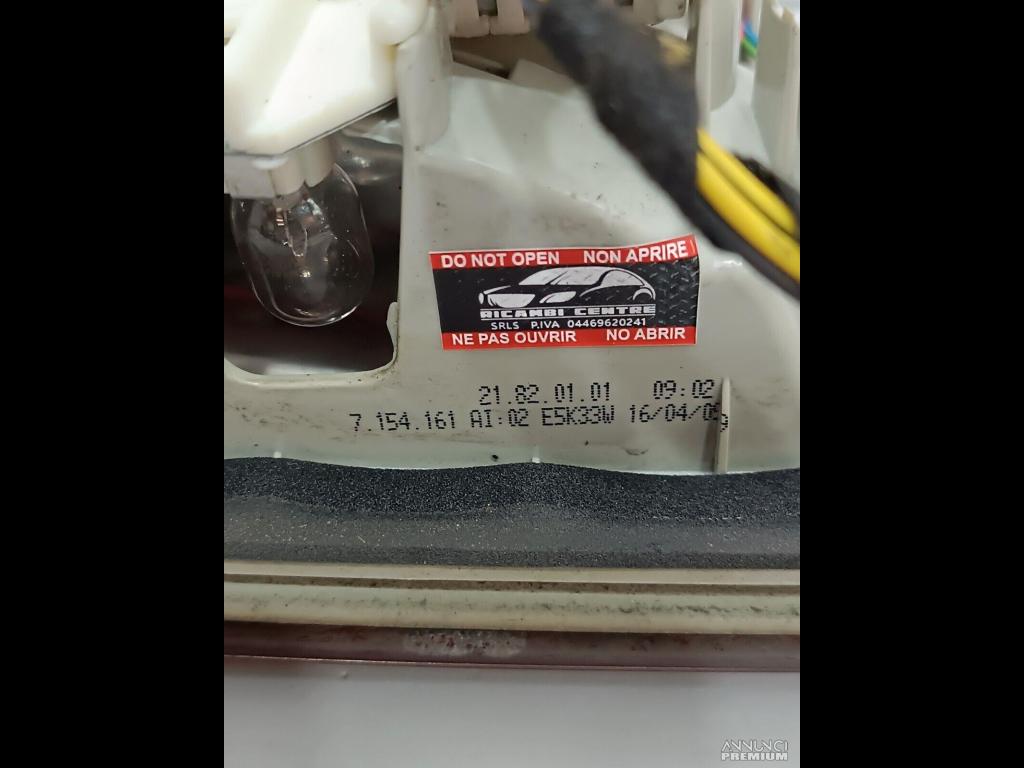 DO NOT OPEN NON APRIRE
RICAMBI CENTRE
SRLS P.IVA 04469620241
NE PAS OUVRIR NO ABRIR
21.82.01.01 09:02
7.154.161 AI:02 E5K33W 16/04/09
ANNUNCI
PREMIUM